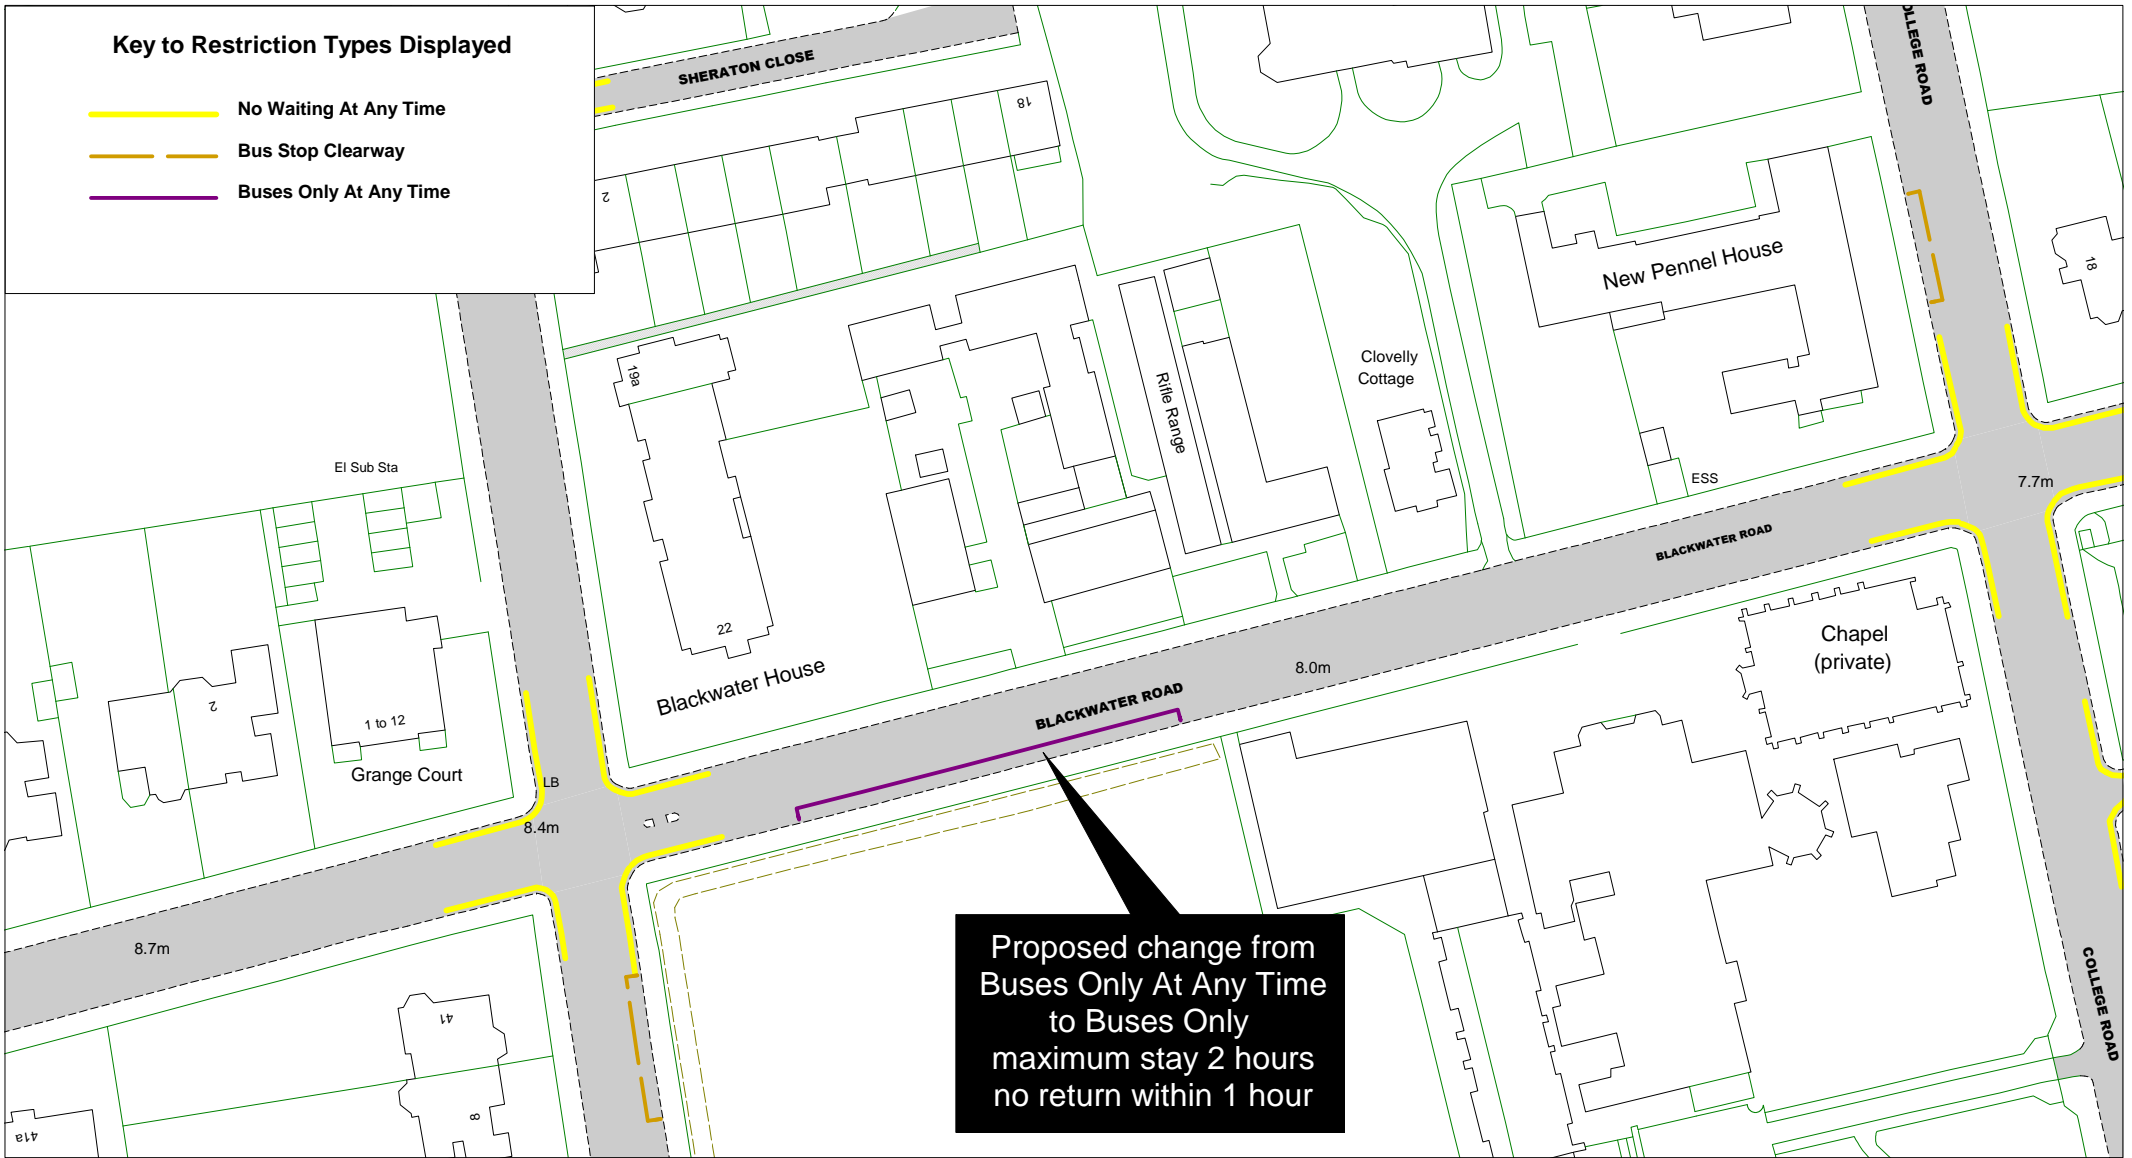 Key to Restriction Types Displayed
No Waiting At Any Time
Bus Stop Clearway
Buses Only At Any Time
SHERATON CLOSE
COLLEGE ROAD
18
2
New Pennel House
18
19a
Rifle Range
Clovelly
Cottage
El Sub Sta
ESS
7.7m
BLACKWATER ROAD
22
Blackwater House
Chapel
(private)
8.0m
BLACKWATER ROAD
2
1 to 12
Grange Court
LB
8.4m
8.7m
Proposed change from
Buses Only At Any Time
to Buses Only
maximum stay 2 hours
no return within 1 hour
41
8
41a
COLLEGE ROAD